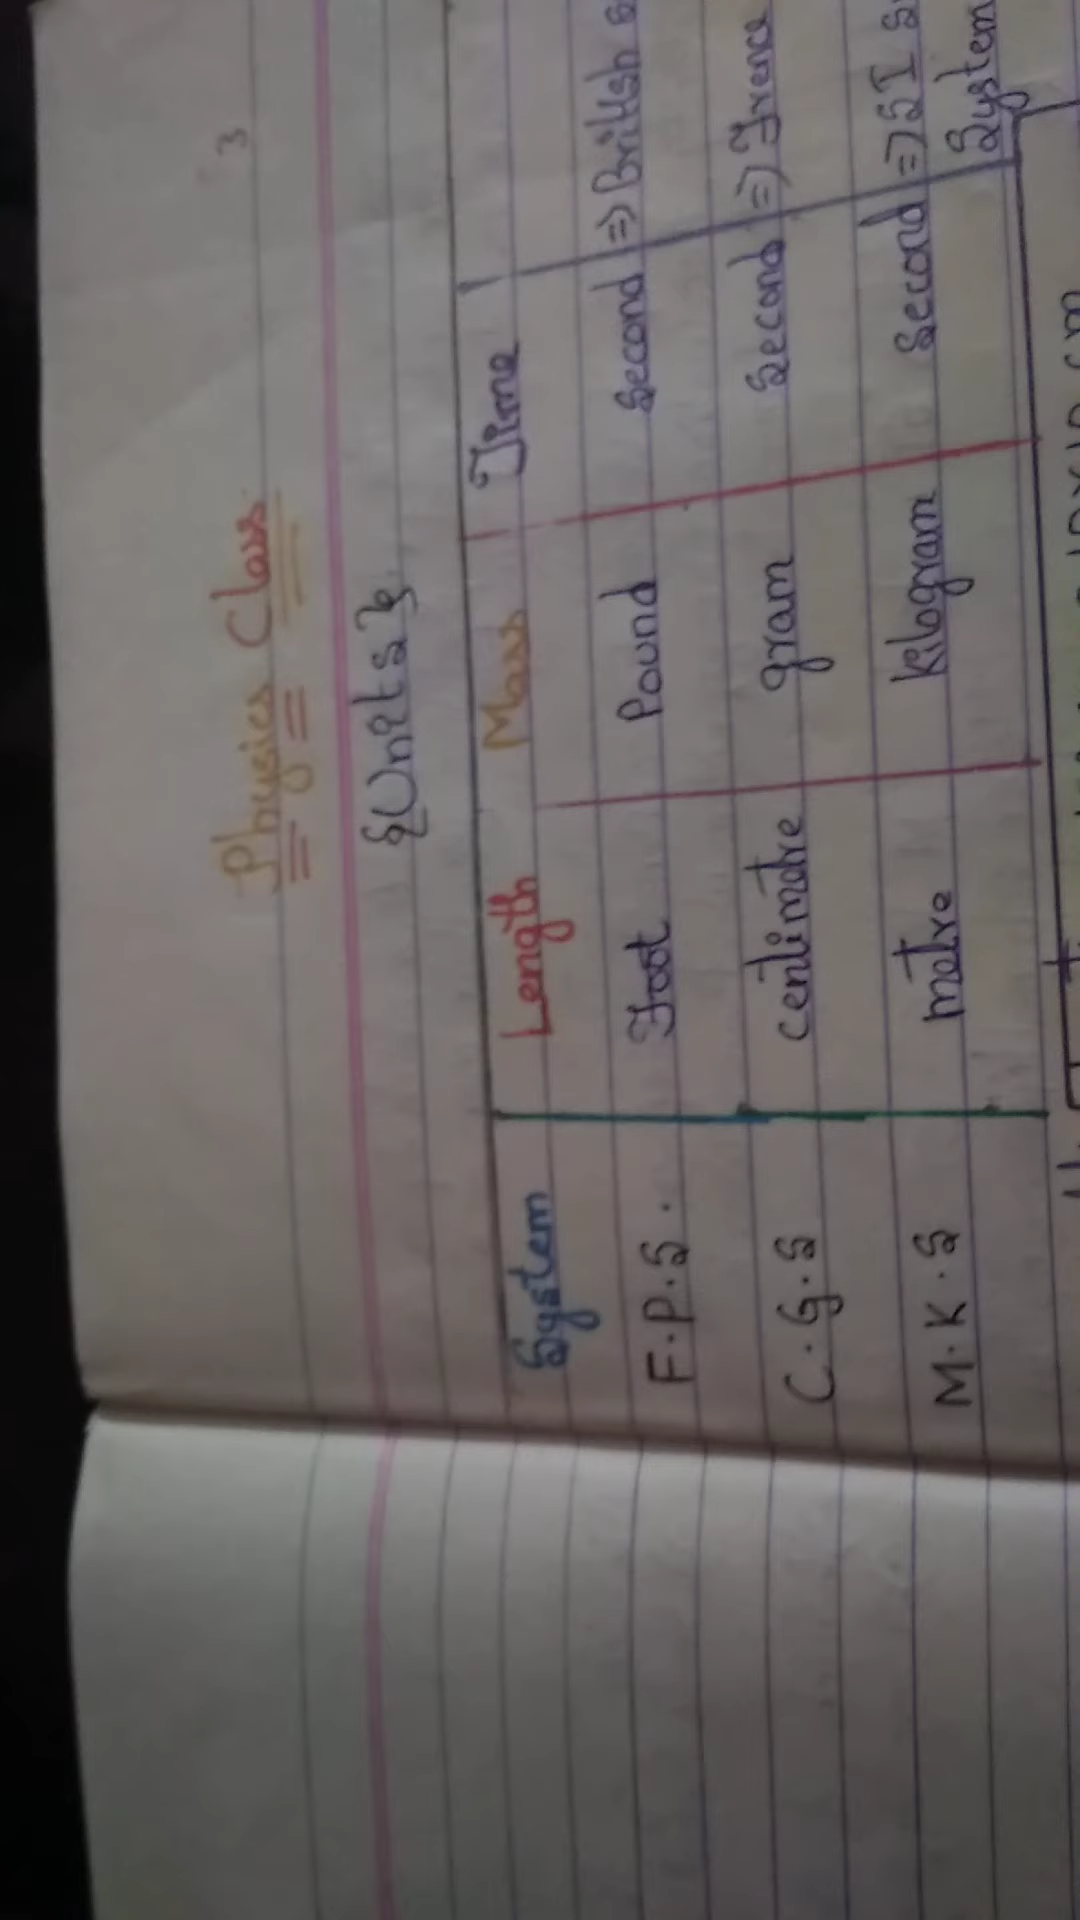 3
Physics Class
{Units}
System Length Mass Time
F.P.S. Foot Pound Second => British
C.G.S Centimetre gram Second => Frence
M.K.S metre Kilogram Second => SI
System